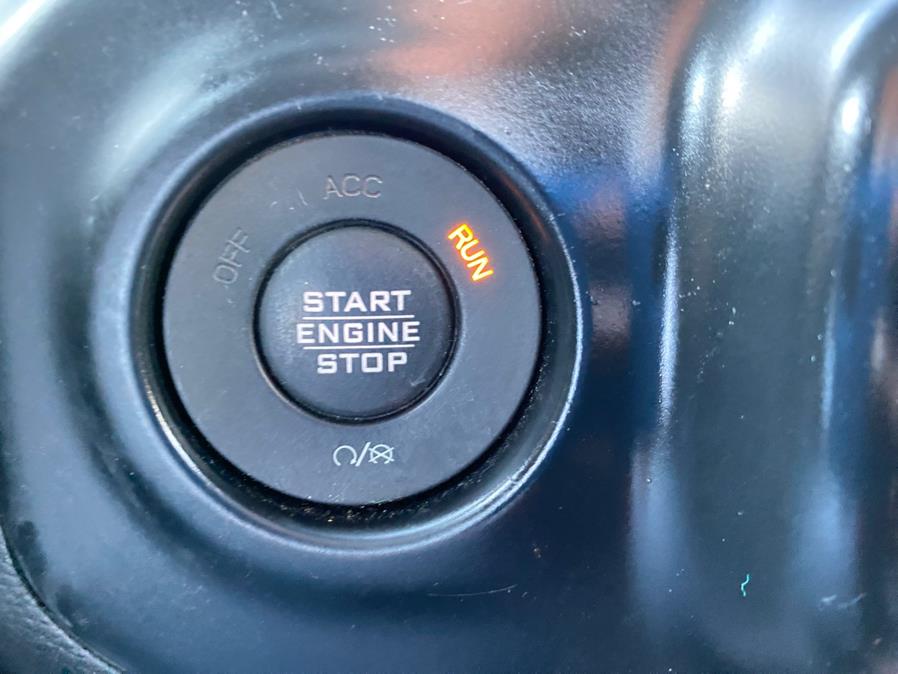 ACC
OFF
RUN
START
ENGINE
STOP